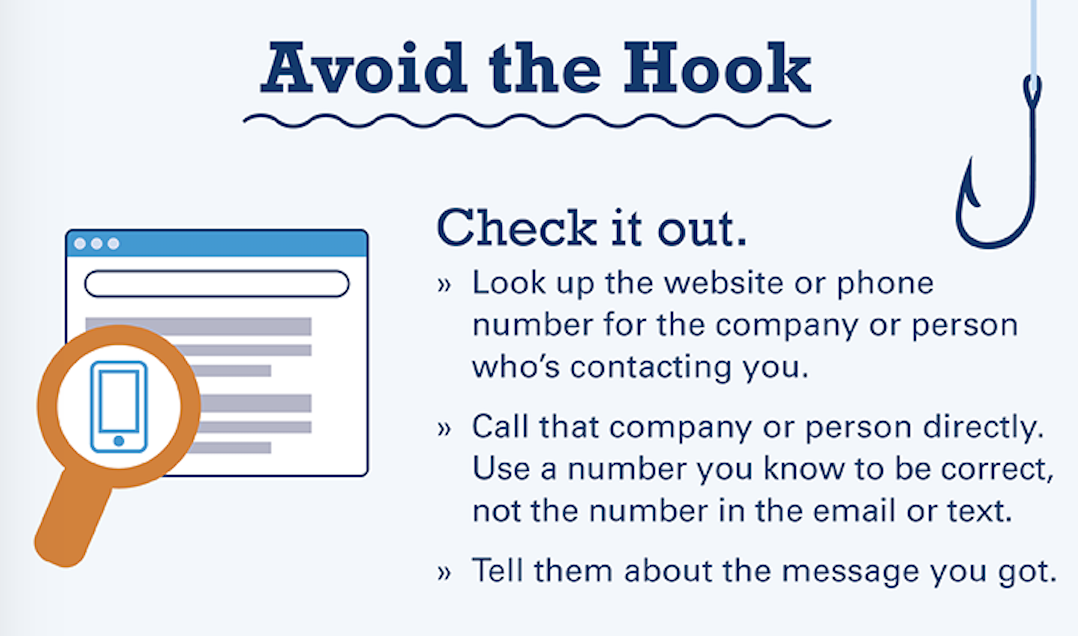 Avoid the Hook
Check it out.
» Look up the website or phone
number for the company or person
who’s contacting you.
» Call that company or person directly.
Use a number you know to be correct,
not the number in the email or text.
» Tell them about the message you got.